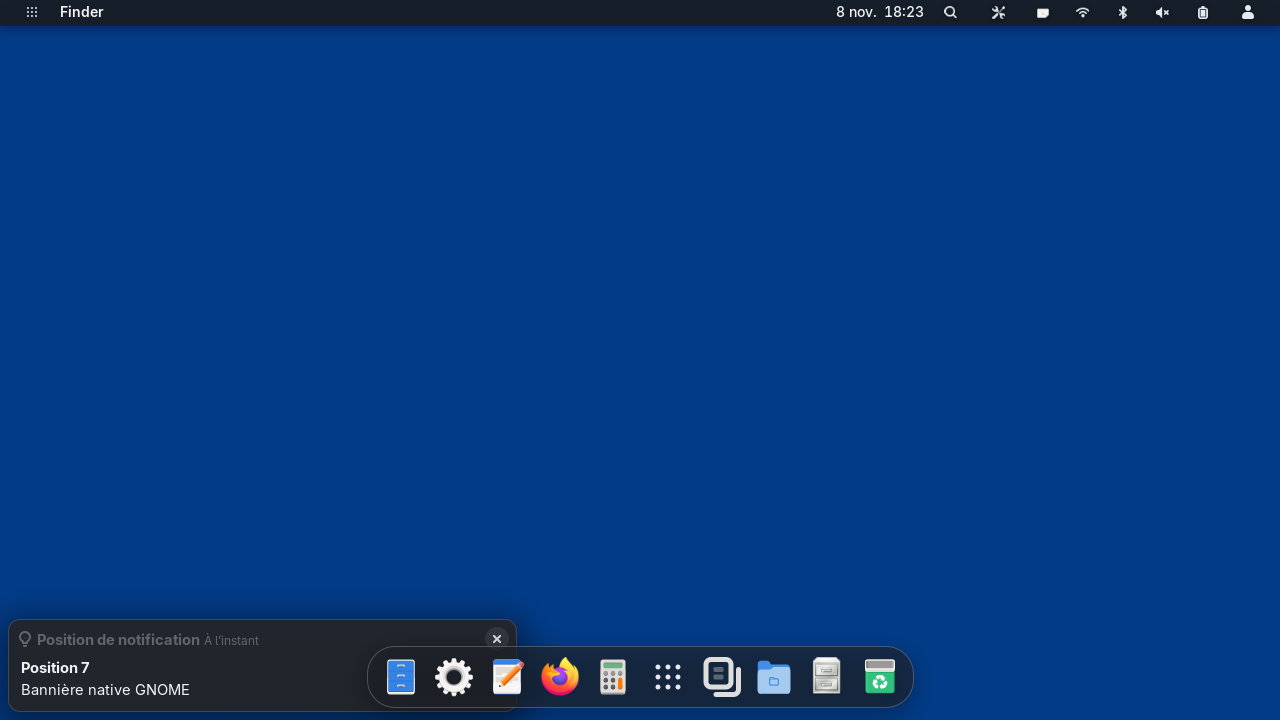 Finder
8 nov. 18:23
Position de notification À l'instant
Position 7
Bannière native GNOME